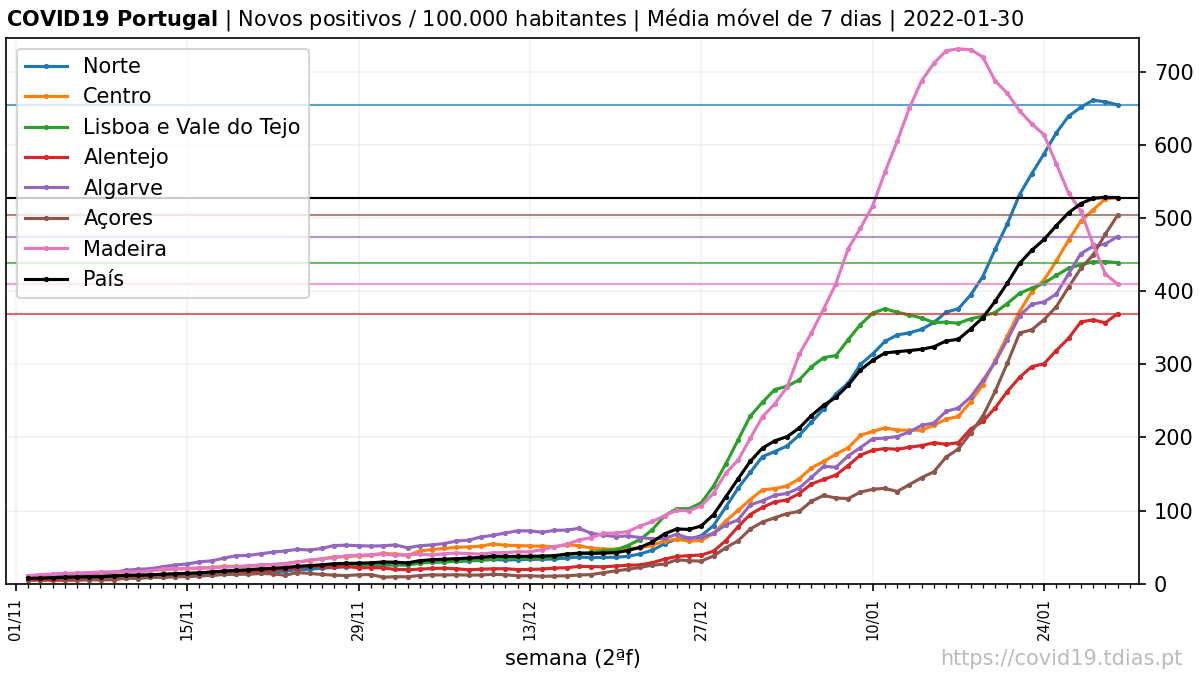 COVID19 Portugal | Novos positivos / 100.000 habitantes | Média móvel de 7 dias | 2022-01-30
Norte
Centro
Lisboa e Vale do Tejo
Alentejo
Algarve
Açores
Madeira
País
700
600
500
400
300
200
100
0
01/11
15/11
29/11
13/12
27/12
10/01
24/01
semana (2ªf)
https://covid19.tdias.pt